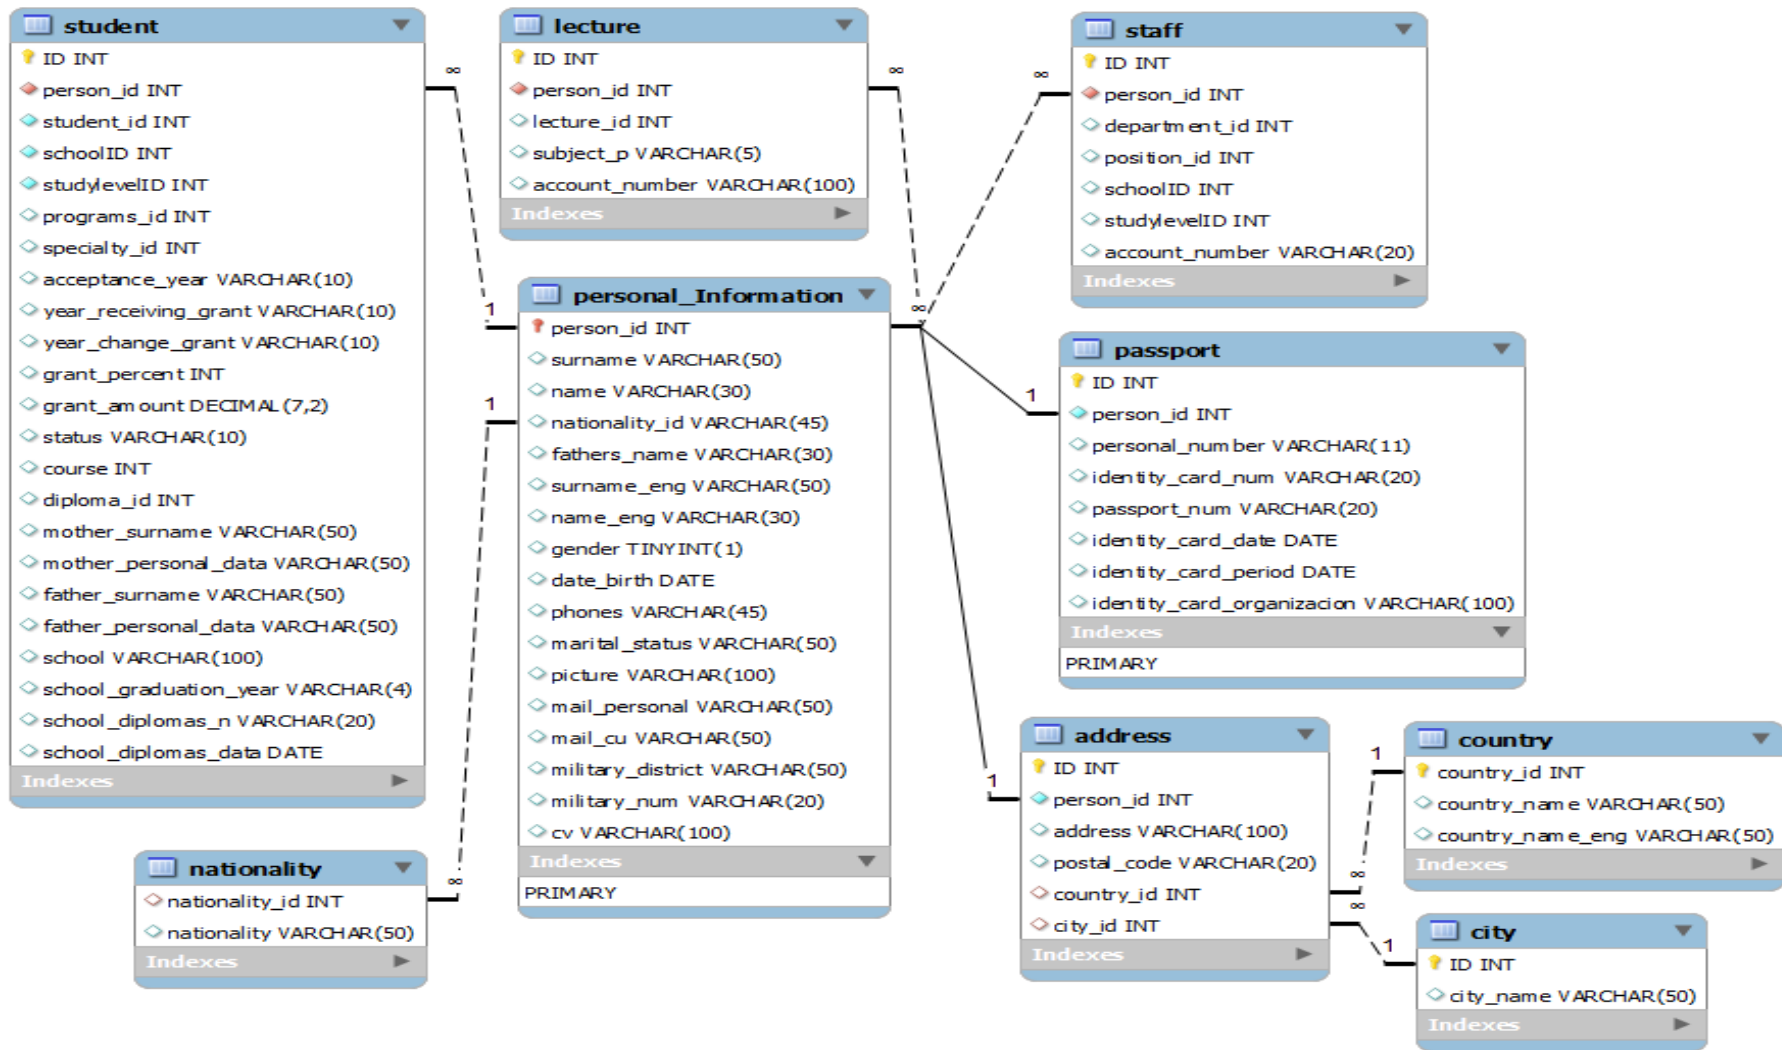 student
ID INT
person_id INT
student_id INT
schoolID INT
studylevelID INT
programs_id INT
specialty_id INT
acceptance_year VARCHAR(10)
year_receiving_grant VARCHAR(10)
year_change_grant VARCHAR(10)
grant_percent INT
grant_amount DECIMAL(7,2)
status VARCHAR(10)
course INT
diploma_id INT
mother_surname VARCHAR(50)
mother_personal_data VARCHAR(50)
father_surname VARCHAR(50)
father_personal_data VARCHAR(50)
school VARCHAR(100)
school_graduation_year VARCHAR(4)
school_diplomas_n VARCHAR(20)
school_diplomas_data DATE
Indexes
∞
1
lecture
ID INT
person_id INT
lecture_id INT
subject_p VARCHAR(5)
account_number VARCHAR(100)
Indexes
∞
staff
ID INT
person_id INT
department_id INT
position_id INT
schoolID INT
studylevelID INT
account_number VARCHAR(20)
Indexes
∞
personal_Information
person_id INT
surname VARCHAR(50)
name VARCHAR(30)
nationality_id VARCHAR(45)
fathers_name VARCHAR(30)
surname_eng VARCHAR(50)
name_eng VARCHAR(30)
gender TINYINT(1)
date_birth DATE
phones VARCHAR(45)
marital_status VARCHAR(50)
picture VARCHAR(100)
mail_personal VARCHAR(50)
mail_cu VARCHAR(50)
military_district VARCHAR(50)
military_num VARCHAR(20)
cv VARCHAR(100)
Indexes
PRIMARY
∞
1
passport
ID INT
person_id INT
personal_number VARCHAR(11)
identity_card_num VARCHAR(20)
passport_num VARCHAR(20)
identity_card_date DATE
identity_card_period DATE
identity_card_organizacion VARCHAR(100)
Indexes
PRIMARY
1
nationality
nationality_id INT
nationality VARCHAR(50)
Indexes
∞
1
address
ID INT
person_id INT
address VARCHAR(100)
postal_code VARCHAR(20)
country_id INT
city_id INT
Indexes
1
∞
∞
country
country_id INT
country_name VARCHAR(50)
country_name_eng VARCHAR(50)
Indexes
1
city
ID INT
city_name VARCHAR(50)
Indexes